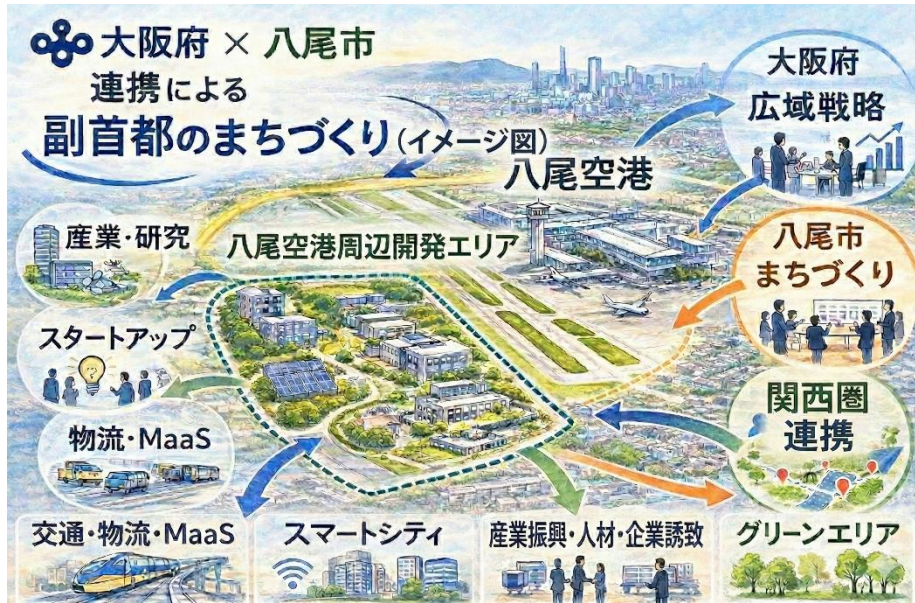 大阪府 × 八尾市
連携による
副首都のまちづくり(イメージ図)
大阪府
広域戦略
八尾空港
産業・研究
八尾空港周辺開発エリア
八尾市
まちづくり
スタートアップ
関西圏
連携
物流・MaaS
交通・物流・MaaS
スマートシティ
産業振興・人材・企業誘致
グリーンエリア